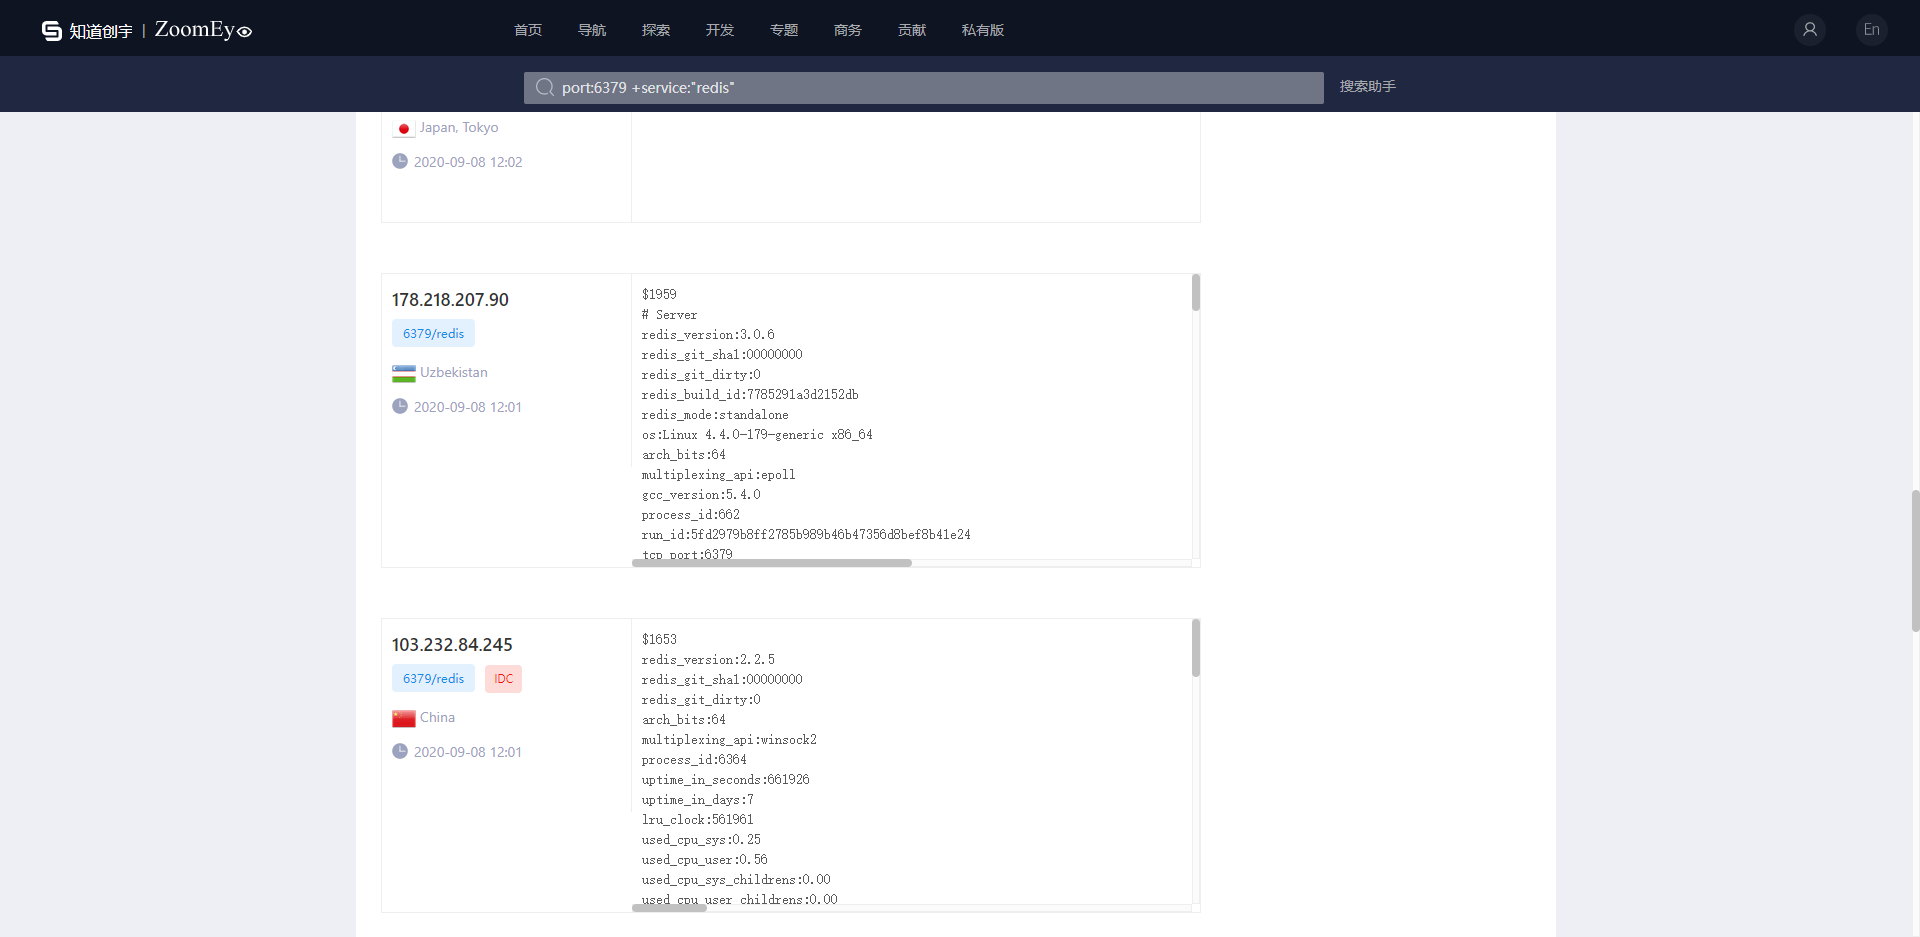 知道创宇 | ZoomEye
首页 导航 探索 开发 专题 商务 贡献 私有版
En
port:6379 +service:"redis"
搜索助手
Japan, Tokyo
2020-09-08 12:02
178.218.207.90
6379/redis
Uzbekistan
2020-09-08 12:01
$1959
# Server
redis_version:3.0.6
redis_git_sha1:00000000
redis_git_dirty:0
redis_build_id:7785291a3d2152db
redis_mode:standalone
os:Linux 4.4.0-179-generic x86_64
arch_bits:64
multiplexing_api:epoll
gcc_version:5.4.0
process_id:662
run_id:5fd2979b8ff2785b989b46b47356d8bef8b41e24
tcp_port:6379
103.232.84.245
6379/redis IDC
China
2020-09-08 12:01
$1653
redis_version:2.2.5
redis_git_sha1:00000000
redis_git_dirty:0
arch_bits:64
multiplexing_api:winsock2
process_id:6364
uptime_in_seconds:661926
uptime_in_days:7
lru_clock:561961
used_cpu_sys:0.25
used_cpu_user:0.56
used_cpu_sys_childrens:0.00
used_cpu_user_childrens:0.00